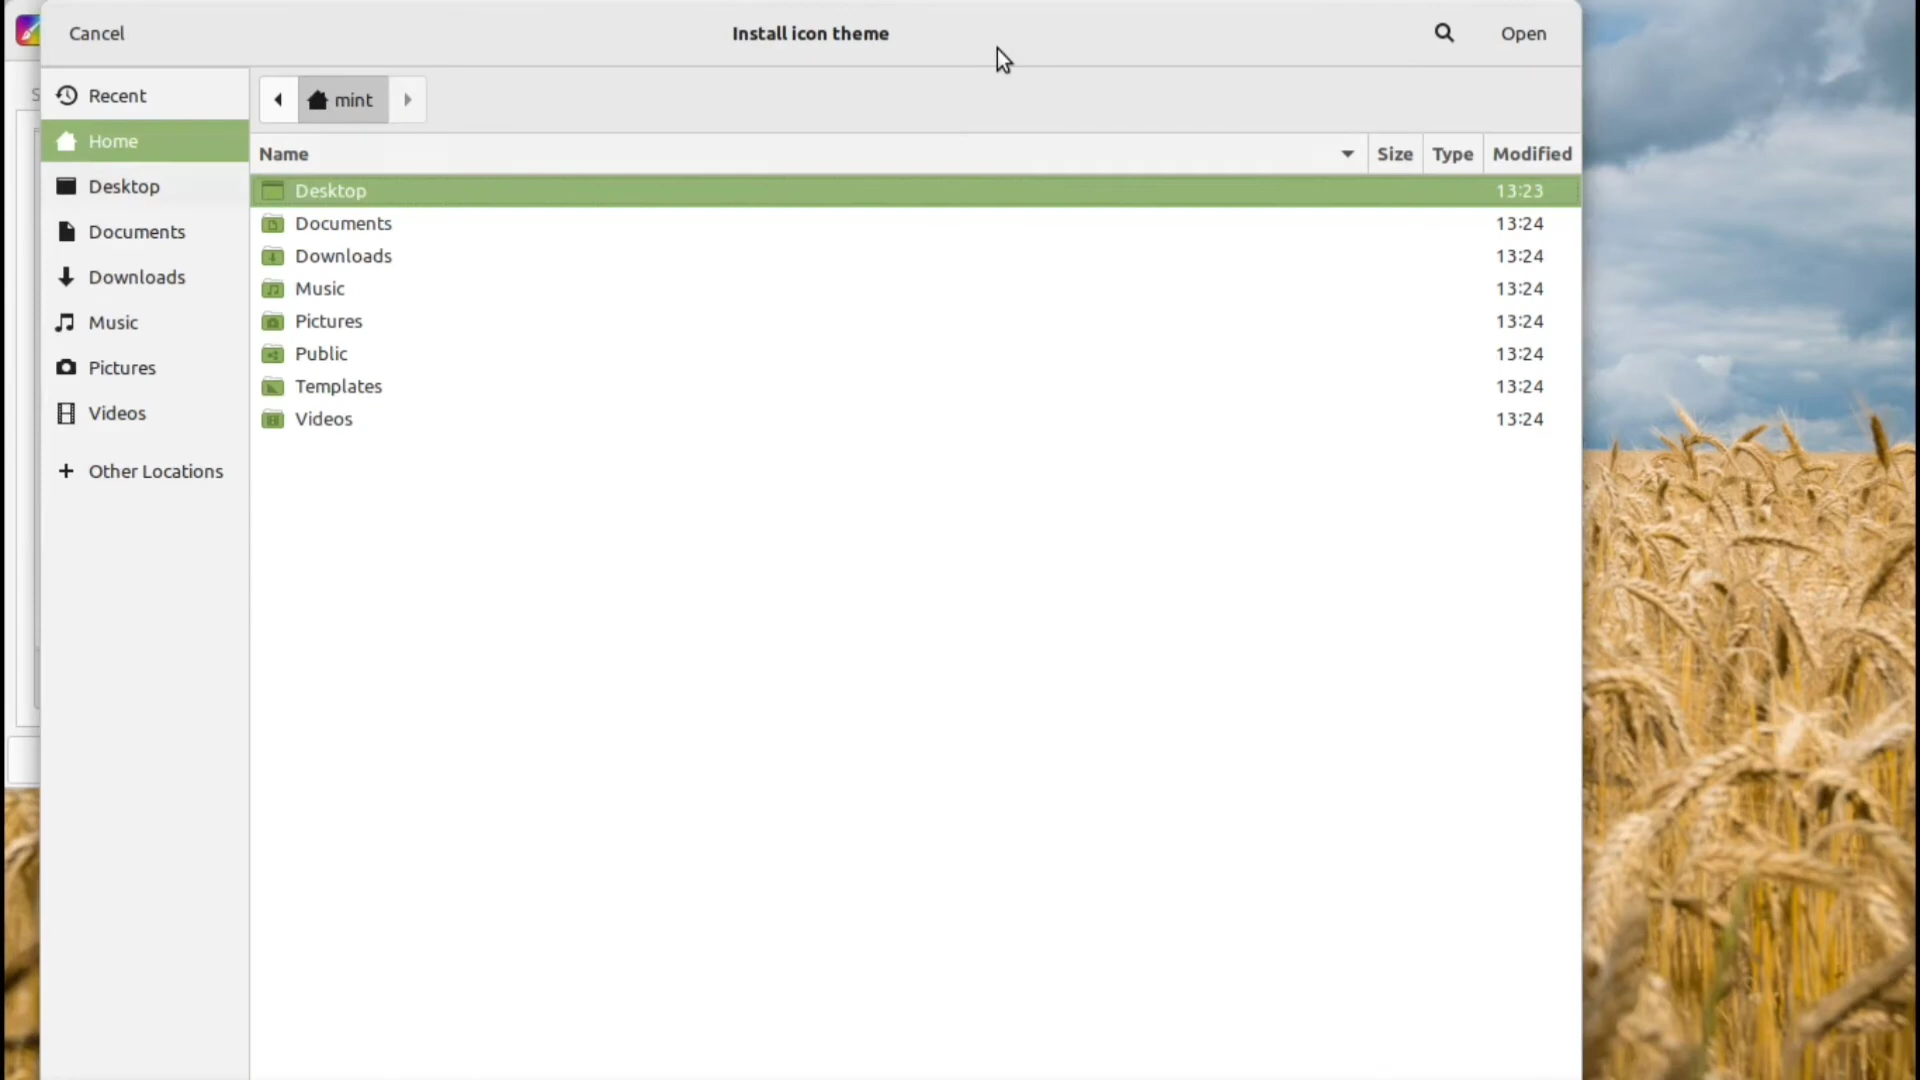 Cancel
Install icon theme
Open
Recent
Home
Desktop
Documents
Downloads
Music
Pictures
Videos
Other Locations
mint
Name Size Type Modified
Desktop 13:23
Documents 13:24
Downloads 13:24
Music 13:24
Pictures 13:24
Public 13:24
Templates 13:24
Videos 13:24